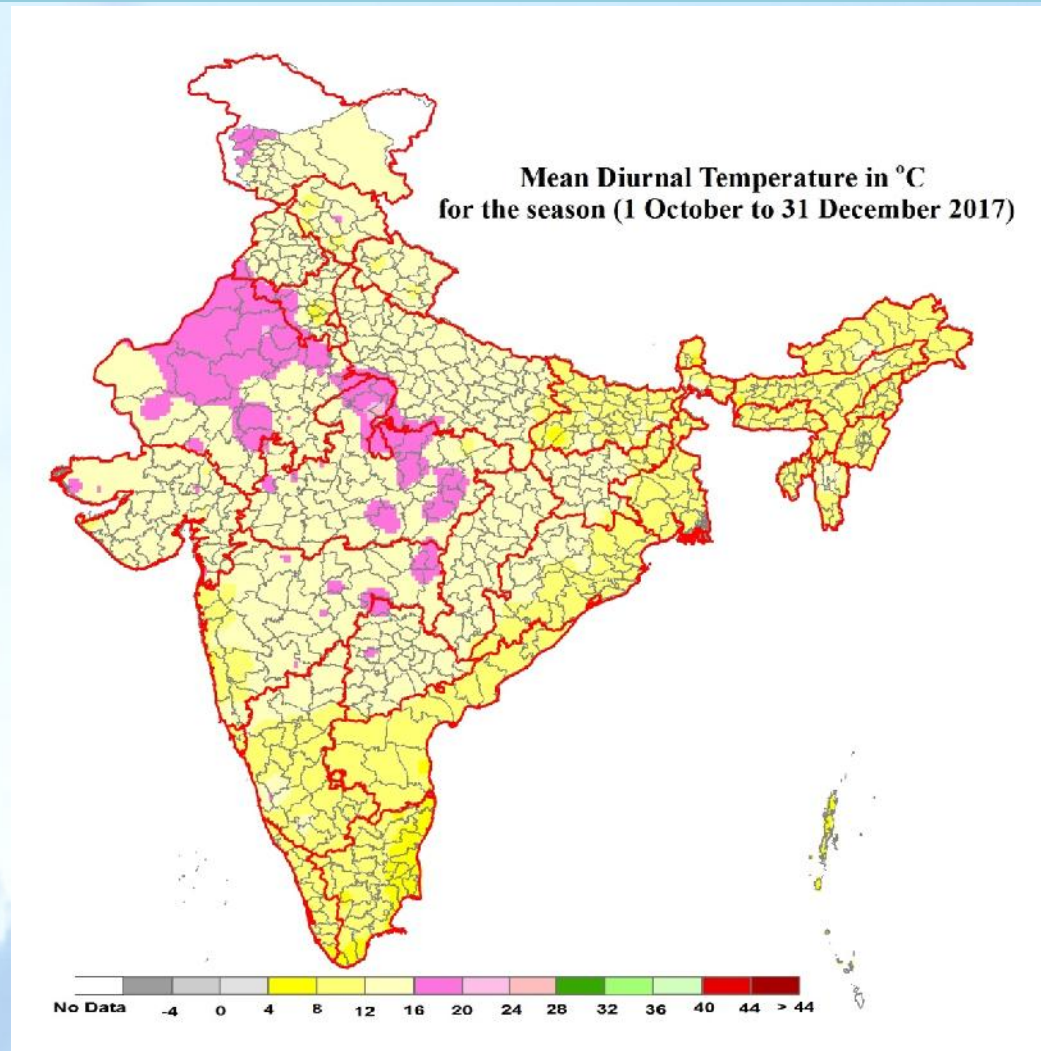 Mean Diurnal Temperature in °C
for the season (1 October to 31 December 2017)
No Data -4 0 4 8 12 16 20 24 28 32 36 40 44 > 44